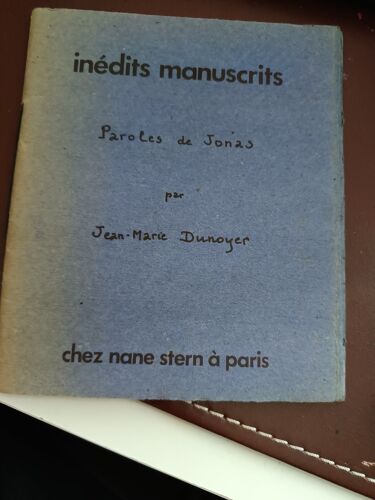 inédits manuscrits
Paroles de Jonas
par
Jean-Marie Dunoyer
chez nane stern à paris